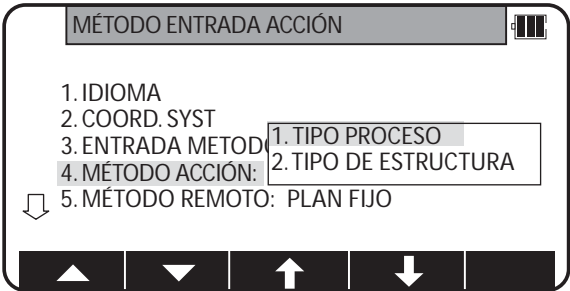 MÉTODO ENTRADA ACCIÓN
1. IDIOMA
2. COORD. SYST
3. ENTRADA METODO
1. TIPO PROCESO
4. MÉTODO ACCIÓN:
2. TIPO DE ESTRUCTURA
5. MÉTODO REMOTO: PLAN FIJO